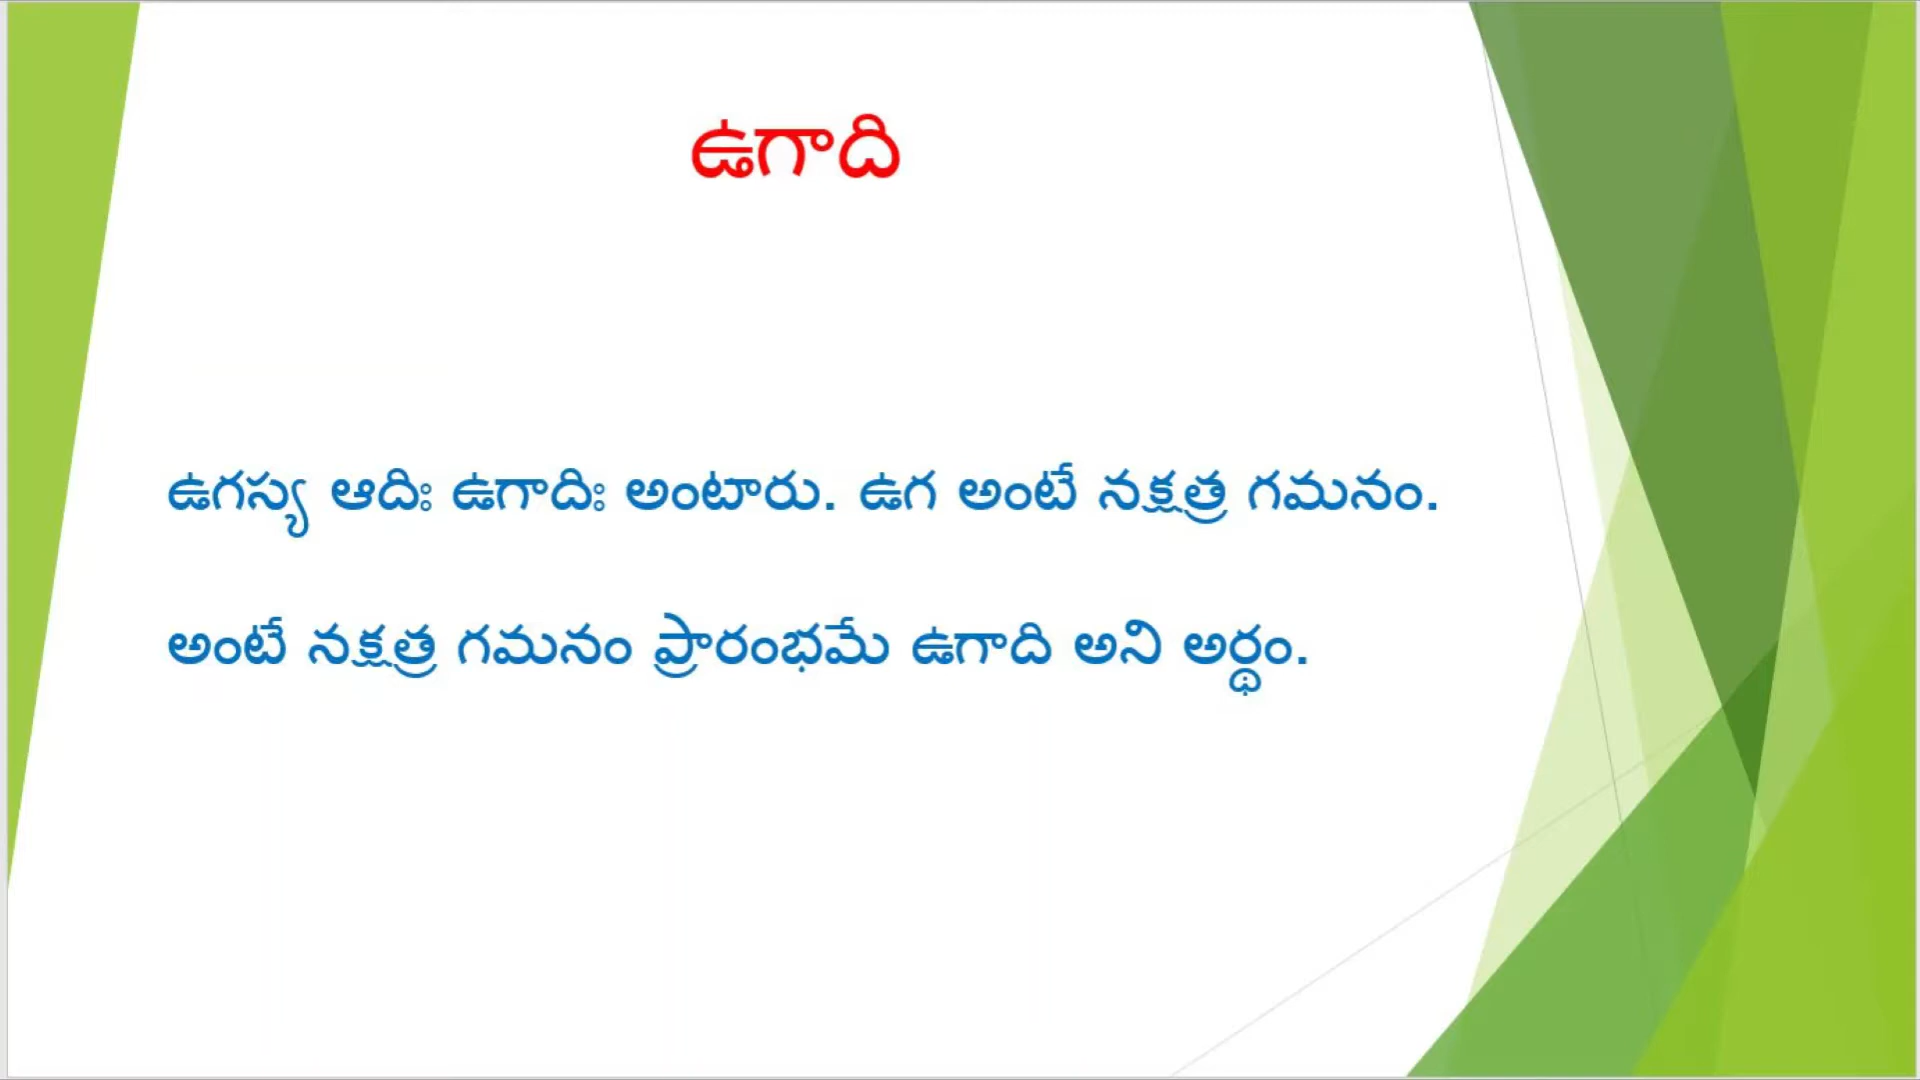 ఉగాది
ఉగస్య ఆదిః ఉగాదిః అంటారు. ఉగ అంటే నక్షత్ర గమనం.
అంటే నక్షత్ర గమనం ప్రారంభమే ఉగాది అని అర్థం.